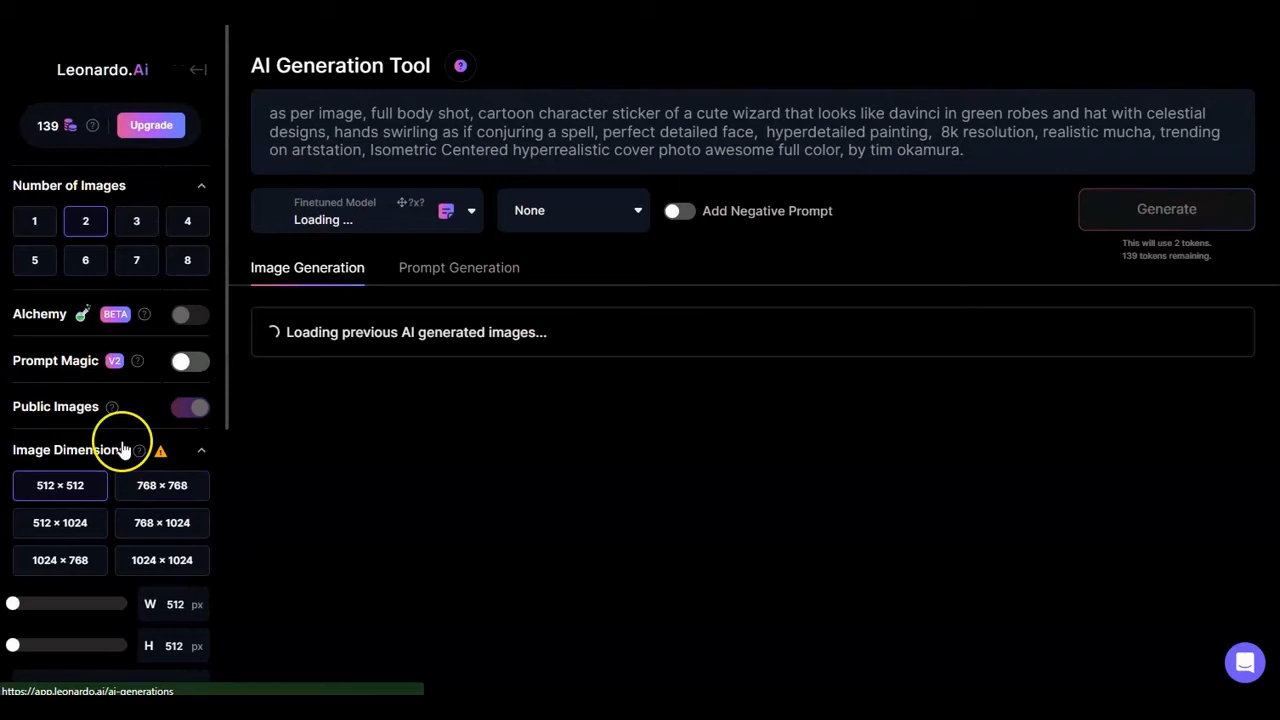 Leonardo.Ai
139
Upgrade
Number of Images
1
2
3
4
5
6
7
8
Alchemy BETA
Prompt Magic V2
Public Images
Image Dimension
512 × 512
768 × 768
512 × 1024
768 × 1024
1024 × 768
1024 × 1024
W 512 px
H 512 px
https://app.leonardo.ai/ai-generations
AI Generation Tool
as per image, full body shot, cartoon character sticker of a cute wizard that looks like davinci in green robes and hat with celestial
designs, hands swirling as if conjuring a spell, perfect detailed face, hyperdetailed painting, 8k resolution, realistic mucha, trending
on artstation, Isometric Centered hyperrealistic cover photo awesome full color, by tim okamura.
Finetuned Model ?x?
Loading ...
None
Add Negative Prompt
Generate
This will use 2 tokens.
139 tokens remaining.
Image Generation
Prompt Generation
Loading previous AI generated images...